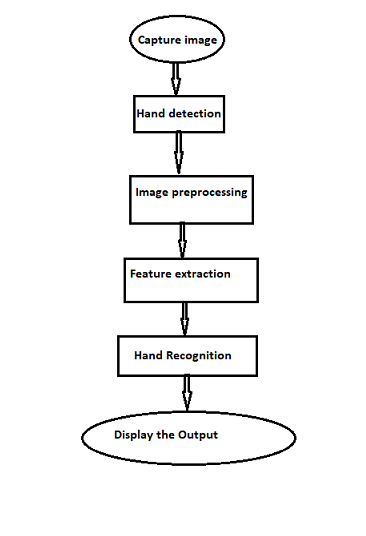 Capture image
Hand detection
Image preprocessing
Feature extraction
Hand Recognition
Display the Output